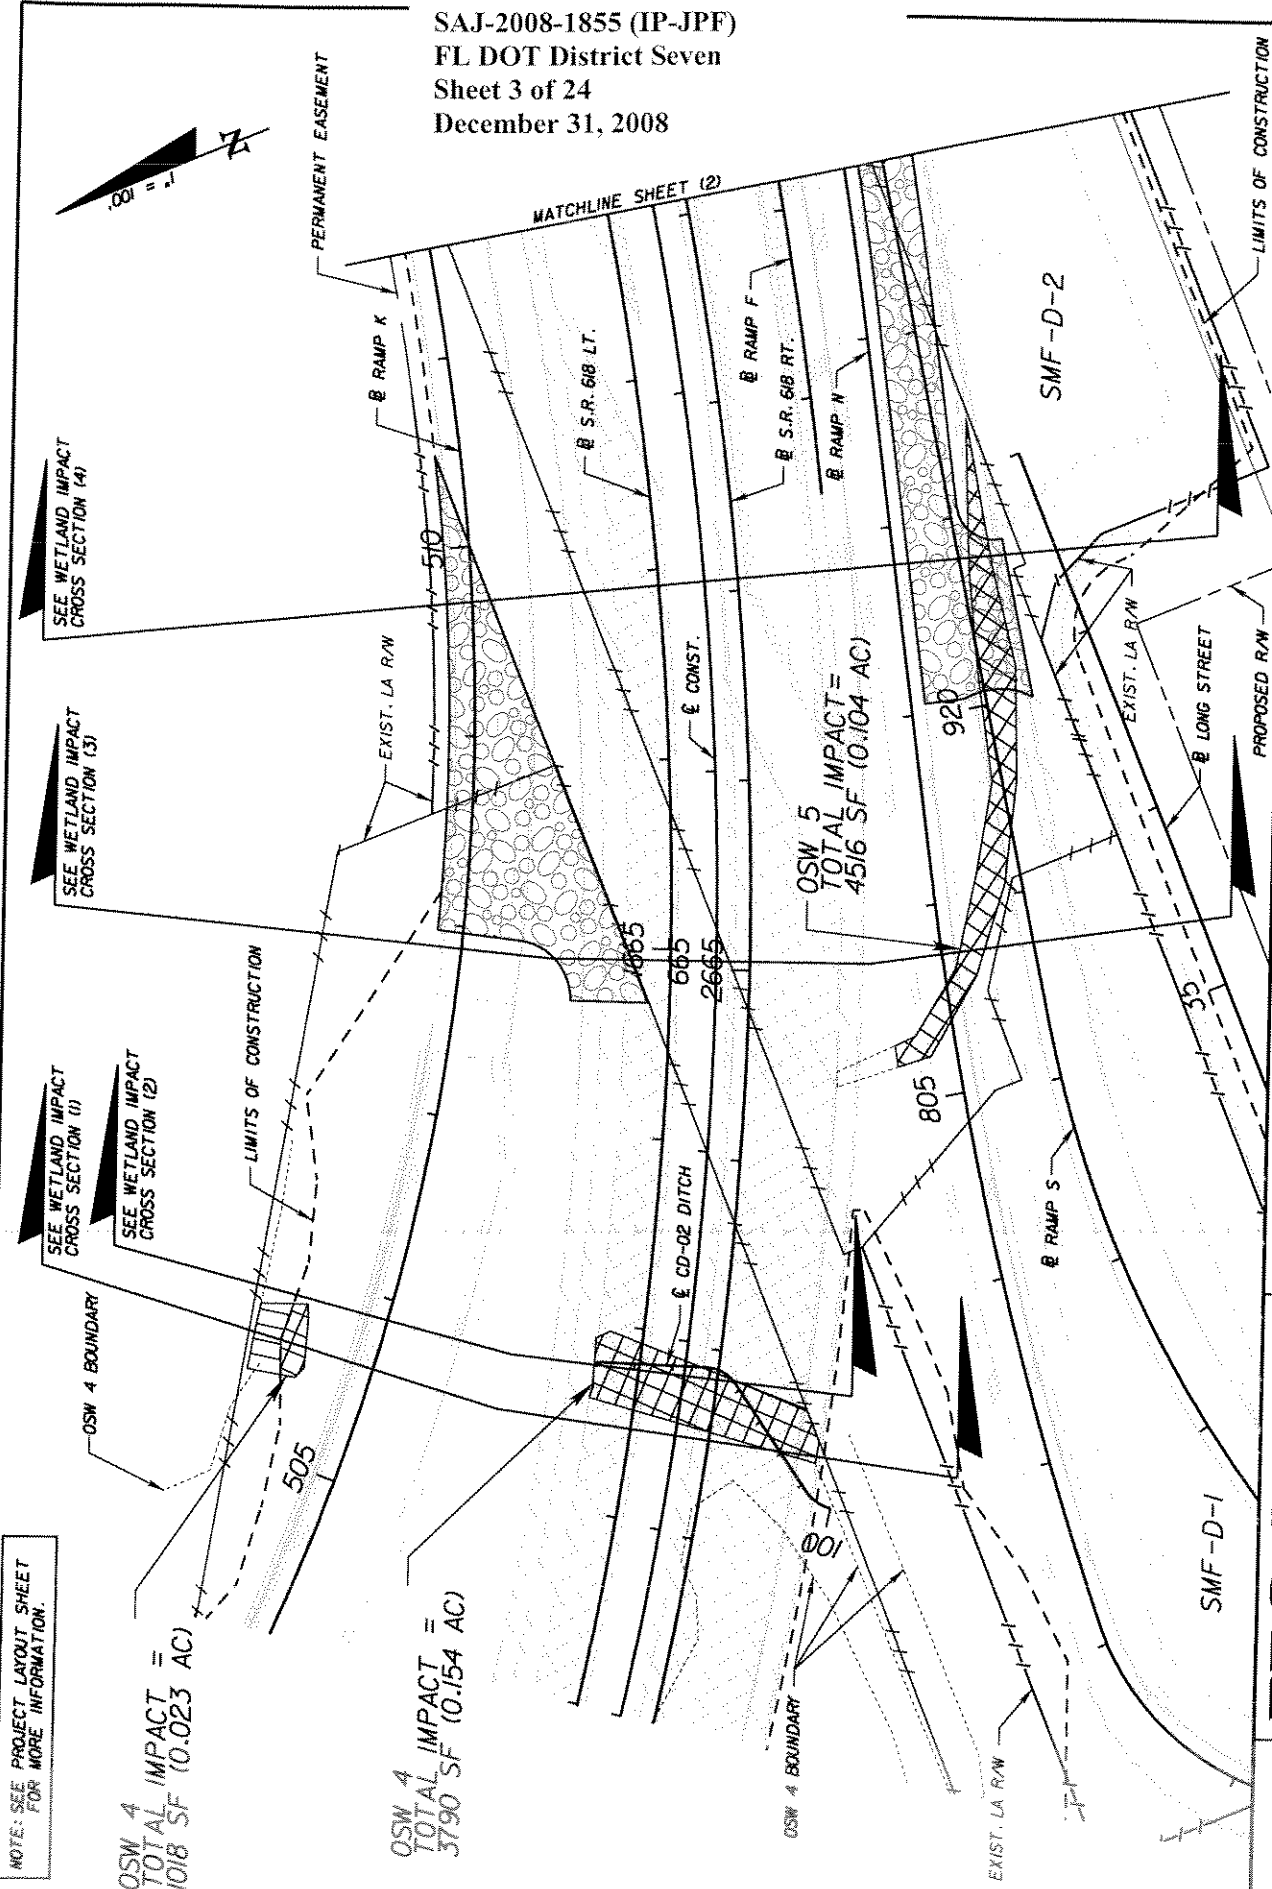 SAJ-2008-1855 (IP-JPF)
FL DOT District Seven
Sheet 3 of 24
December 31, 2008
N
1" = 100'
PERMANENT EASEMENT
MATCHLINE SHEET (2)
LIMITS OF CONSTRUCTION
RAMP K
S.R. 618 LT.
RAMP F
S.R. 618 RT.
RAMP N
SMF-D-2
SEE WETLAND IMPACT
CROSS SECTION (4)
510
EXIST. LA R/W
SEE WETLAND IMPACT
CROSS SECTION (3)
CONST.
920
EXIST. LA R/W
LONG STREET
PROPOSED R/W
OSW 5
TOTAL IMPACT =
4516 SF (0.104 AC)
1665
665
2665
LIMITS OF CONSTRUCTION
805
35
SEE WETLAND IMPACT
CROSS SECTION (1)
SEE WETLAND IMPACT
CROSS SECTION (2)
CD-02 DITCH
RAMP S
OSW 4 BOUNDARY
505
100
SMF-D-1
OSW 4
TOTAL IMPACT =
1018 SF (0.023 AC)
OSW 4
TOTAL IMPACT =
3790 SF (0.154 AC)
OSW 4 BOUNDARY
EXIST. LA R/W
NOTE: SEE PROJECT LAYOUT SHEET
FOR MORE INFORMATION.